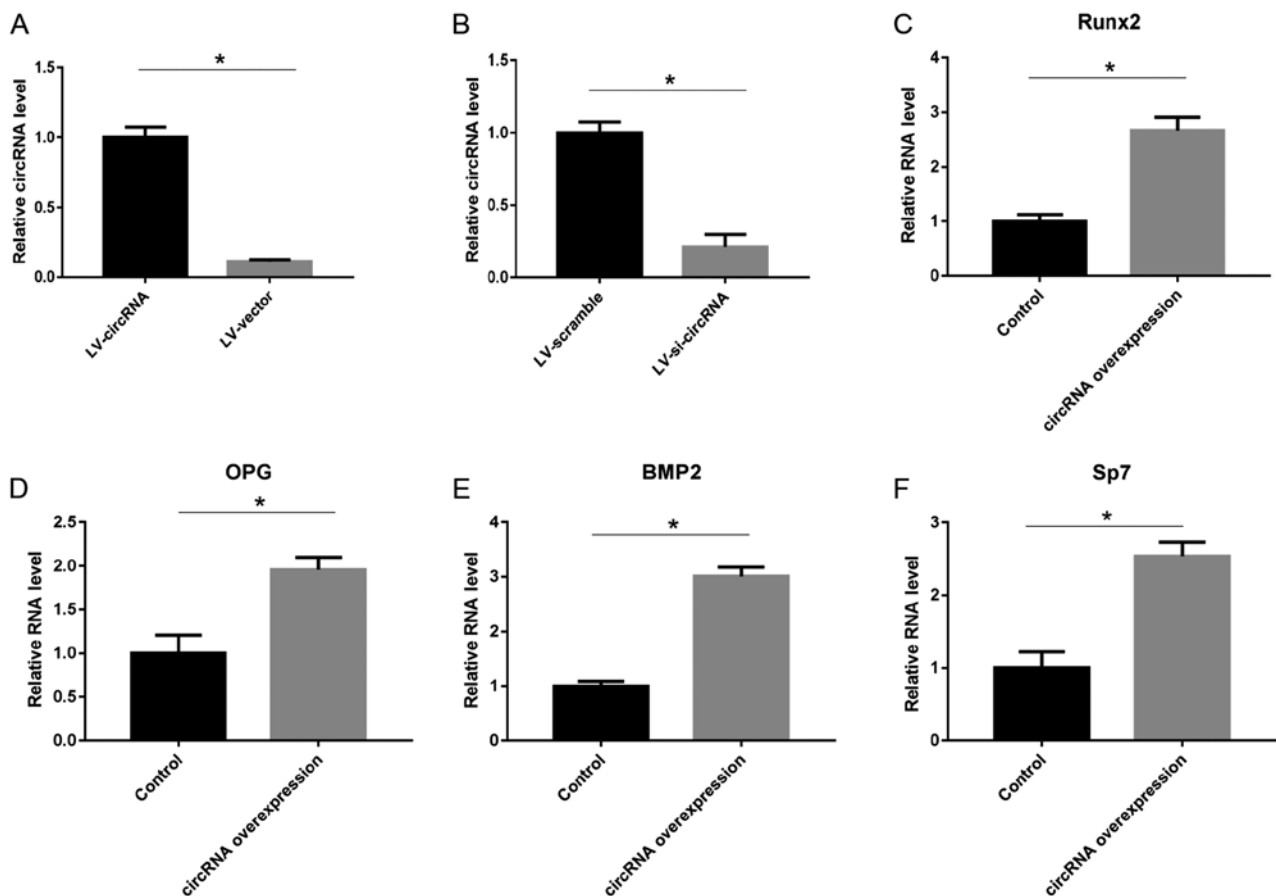 A
Relative circRNA level
1.5
1.0
0.5
0.0
*
LV-circRNA
LV-vector
B
Relative circRNA level
1.5
1.0
0.5
0.0
*
LV-scramble
LV-si-circRNA
C
Runx2
Relative RNA level
4
3
2
1
0
*
Control
circRNA overexpression
D
OPG
Relative RNA level
2.5
2.0
1.5
1.0
0.5
0.0
*
Control
circRNA overexpression
E
BMP2
Relative RNA level
4
3
2
1
0
*
Control
circRNA overexpression
F
Sp7
Relative RNA level
3
2
1
0
*
Control
circRNA overexpression